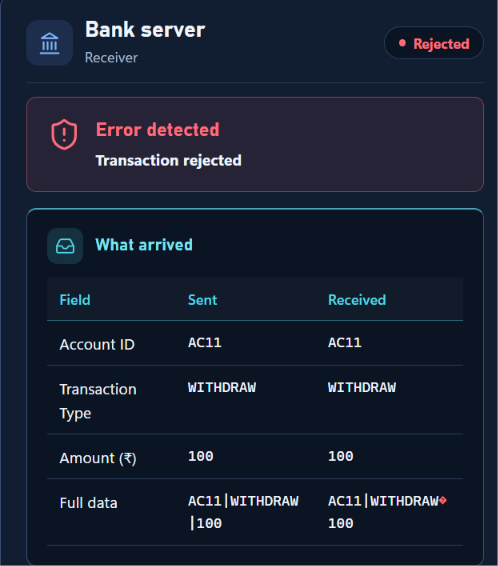 Bank server
Receiver
Rejected
Error detected
Transaction rejected
What arrived
Field Sent Received
Account ID AC11 AC11
Transaction Type WITHDRAW WITHDRAW
Amount (₹) 100 100
Full data AC11|WITHDRAW AC11|WITHDRAW�
|100 100